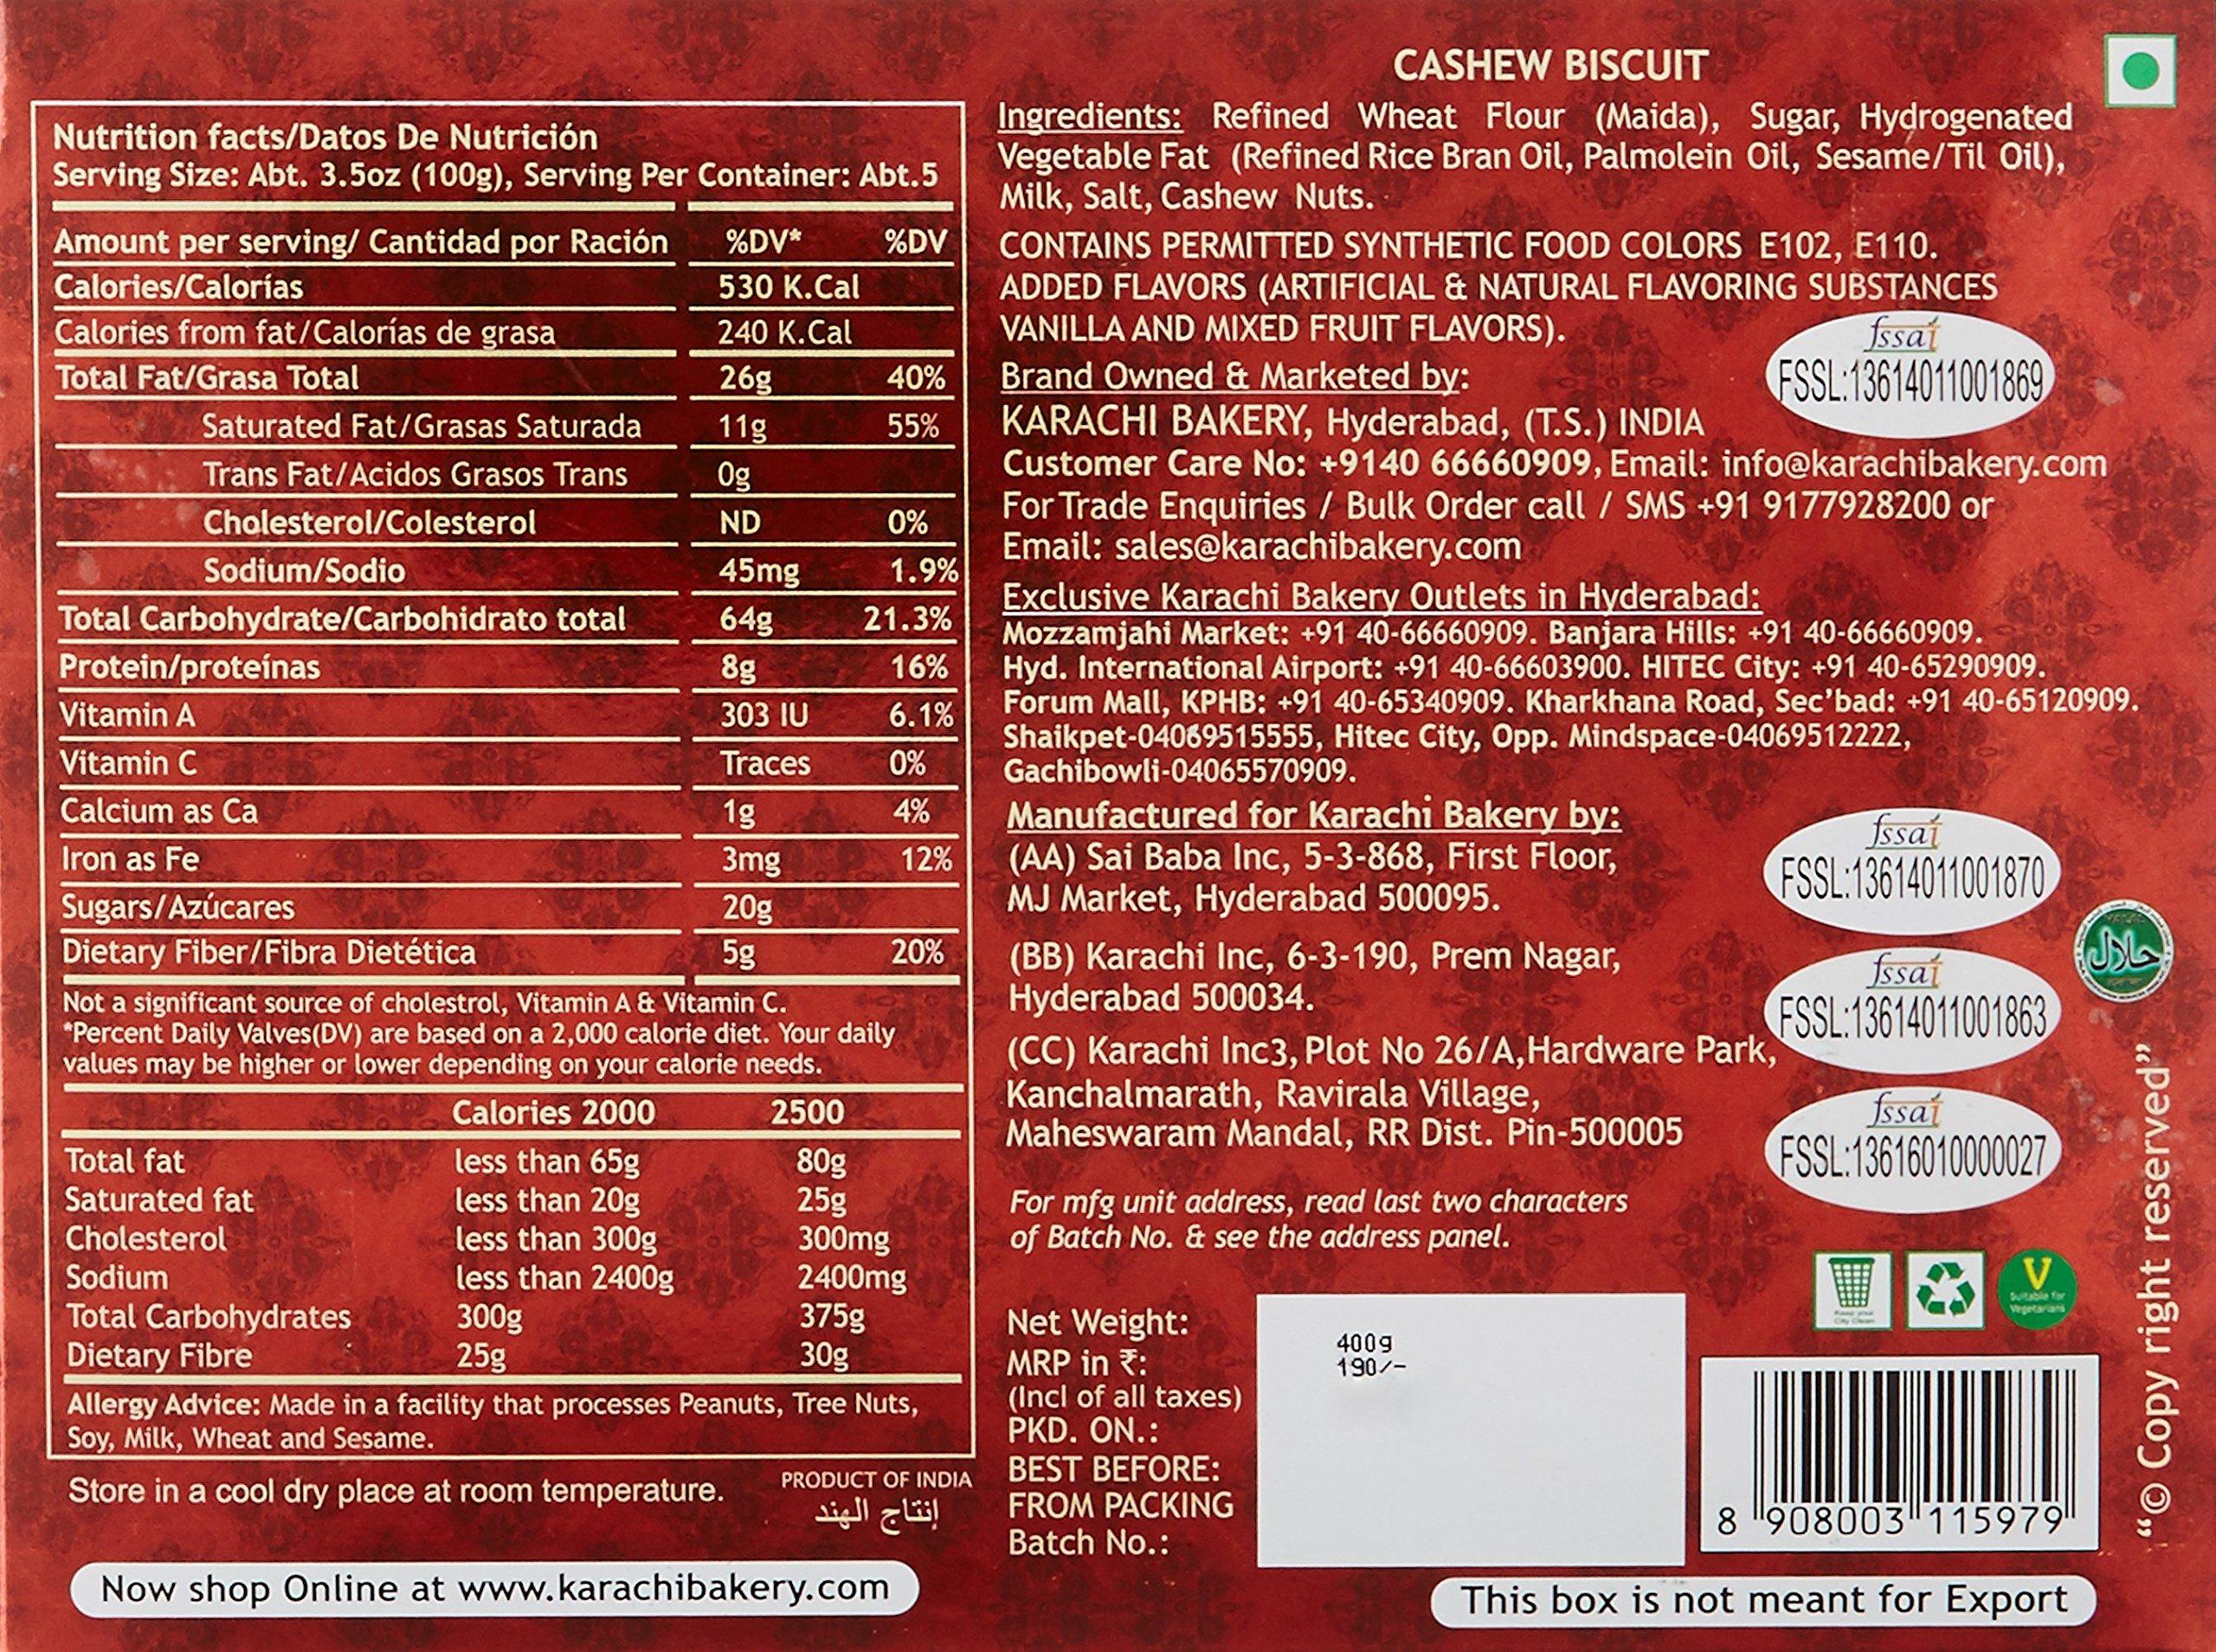 Nutrition facts/Datos De Nutrición
Serving Size: Abt. 3.5oz (100g), Serving Per Container: Abt.5
Amount per serving/ Cantidad por Ración %DV* %DV
Calories/Calorías 530 K.Cal
Calories from fat/Calorías de grasa 240 K.Cal
Total Fat/Grasa Total 26g 40%
Saturated Fat/Grasas Saturada 11g 55%
Trans Fat/Acidos Grasos Trans 0g
Cholesterol/Colesterol ND 0%
Sodium/Sodio 45mg 1.9%
Total Carbohydrate/Carbohidrato total 64g 21.3%
Protein/proteínas 8g 16%
Vitamin A 303 IU 6.1%
Vitamin C Traces 0%
Calcium as Ca 1g 4%
Iron as Fe 3mg 12%
Sugars/Azúcares 20g
Dietary Fiber/Fibra Dietética 5g 20%
Not a significant source of cholestrol, Vitamin A & Vitamin C.
*Percent Daily Valves(DV) are based on a 2,000 calorie diet. Your daily
values may be higher or lower depending on your calorie needs.
Calories 2000 2500
Total fat less than 65g 80g
Saturated fat less than 20g 25g
Cholesterol less than 300g 300mg
Sodium less than 2400g 2400mg
Total Carbohydrates 300g 375g
Dietary Fibre 25g 30g
Allergy Advice: Made in a facility that processes Peanuts, Tree Nuts,
Soy, Milk, Wheat and Sesame.
Store in a cool dry place at room temperature.
PRODUCT OF INDIA
إنتاج الهند
Now shop Online at www.karachibakery.com
CASHEW BISCUIT
Ingredients: Refined Wheat Flour (Maida), Sugar, Hydrogenated
Vegetable Fat (Refined Rice Bran Oil, Palmolein Oil, Sesame/Til Oil),
Milk, Salt, Cashew Nuts.
CONTAINS PERMITTED SYNTHETIC FOOD COLORS E102, E110.
ADDED FLAVORS (ARTIFICIAL & NATURAL FLAVORING SUBSTANCES
VANILLA AND MIXED FRUIT FLAVORS).
fssai
FSSL:13614011001869
Brand Owned & Marketed by:
KARACHI BAKERY, Hyderabad, (T.S.) INDIA
Customer Care No: +9140 66660909, Email: info@karachibakery.com
For Trade Enquiries / Bulk Order call / SMS +91 9177928200 or
Email: sales@karachibakery.com
Exclusive Karachi Bakery Outlets in Hyderabad:
Mozzamjahi Market: +91 40-66660909. Banjara Hills: +91 40-66660909.
Hyd. International Airport: +91 40-66603900. HITEC City: +91 40-65290909.
Forum Mall, KPHB: +91 40-65340909. Kharkhana Road, Sec'bad: +91 40-65120909.
Shaikpet-04069515555, Hitec City, Opp. Mindspace-04069512222,
Gachibowli-04065570909.
Manufactured for Karachi Bakery by:
(AA) Sai Baba Inc, 5-3-868, First Floor,
MJ Market, Hyderabad 500095.
fssai
FSSL:13614011001870
(BB) Karachi Inc, 6-3-190, Prem Nagar,
Hyderabad 500034.
fssai
FSSL:13614011001863
حلال
(CC) Karachi Inc3, Plot No 26/A, Hardware Park,
Kanchalmarath, Ravirala Village,
Maheswaram Mandal, RR Dist. Pin-500005
fssai
FSSL:13616010000027
For mfg unit address, read last two characters
of Batch No. & see the address panel.
Keep your
City Clean
V
Suitable for
Vegetarians
Net Weight: 400g
MRP in ₹: 190/-
(Incl of all taxes)
PKD. ON.:
BEST BEFORE:
FROM PACKING
Batch No.:
8 908003 115979
"© Copy right reserved"
This box is not meant for Export